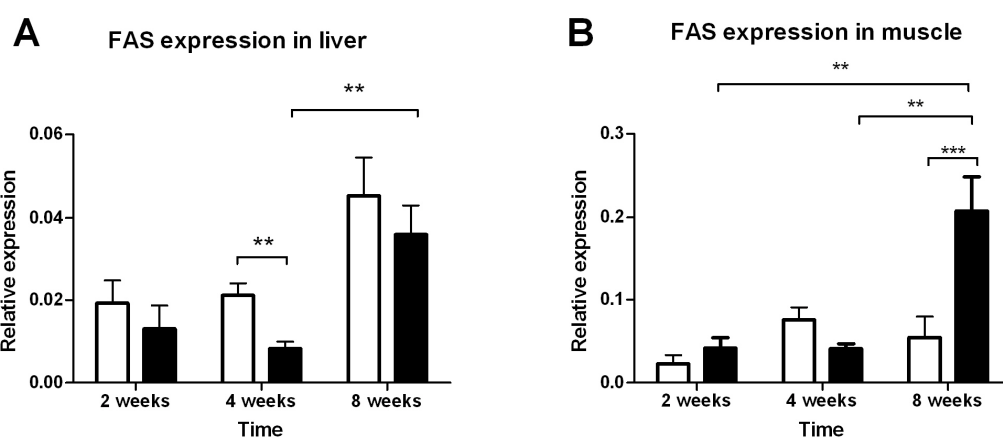 A
FAS expression in liver
**
**
Relative expression
0.06
0.04
0.02
0.00
2 weeks
4 weeks
8 weeks
Time
B
FAS expression in muscle
**
**
***
Relative expression
0.3
0.2
0.1
0.0
2 weeks
4 weeks
8 weeks
Time